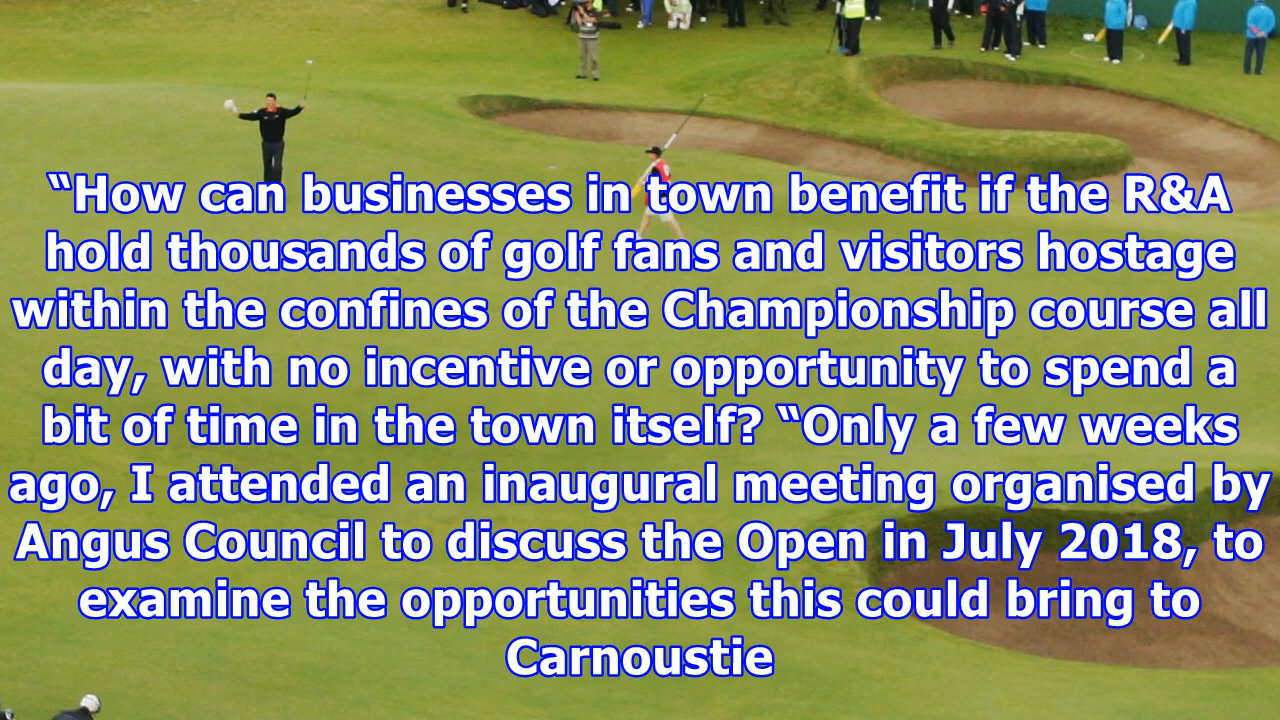 “How can businesses in town benefit if the R&A
hold thousands of golf fans and visitors hostage
within the confines of the Championship course all
day, with no incentive or opportunity to spend a
bit of time in the town itself? “Only a few weeks
ago, I attended an inaugural meeting organised by
Angus Council to discuss the Open in July 2018, to
examine the opportunities this could bring to
Carnoustie